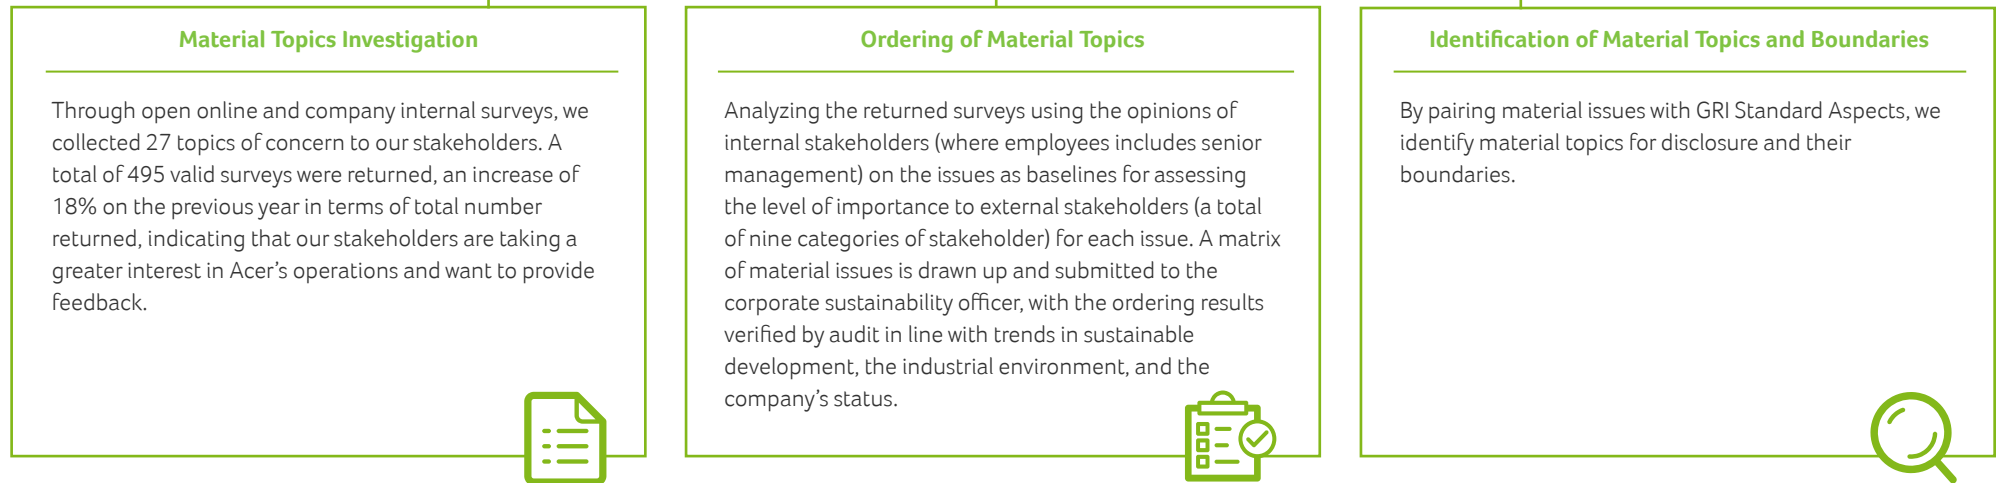 Material Topics Investigation
Through open online and company internal surveys, we
collected 27 topics of concern to our stakeholders. A
total of 495 valid surveys were returned, an increase of
18% on the previous year in terms of total number
returned, indicating that our stakeholders are taking a
greater interest in Acer's operations and want to provide
feedback.
Ordering of Material Topics
Analyzing the returned surveys using the opinions of
internal stakeholders (where employees includes senior
management) on the issues as baselines for assessing
the level of importance to external stakeholders (a total
of nine categories of stakeholder) for each issue. A matrix
of material issues is drawn up and submitted to the
corporate sustainability officer, with the ordering results
verified by audit in line with trends in sustainable
development, the industrial environment, and the
company's status.
Identification of Material Topics and Boundaries
By pairing material issues with GRI Standard Aspects, we
identify material topics for disclosure and their
boundaries.